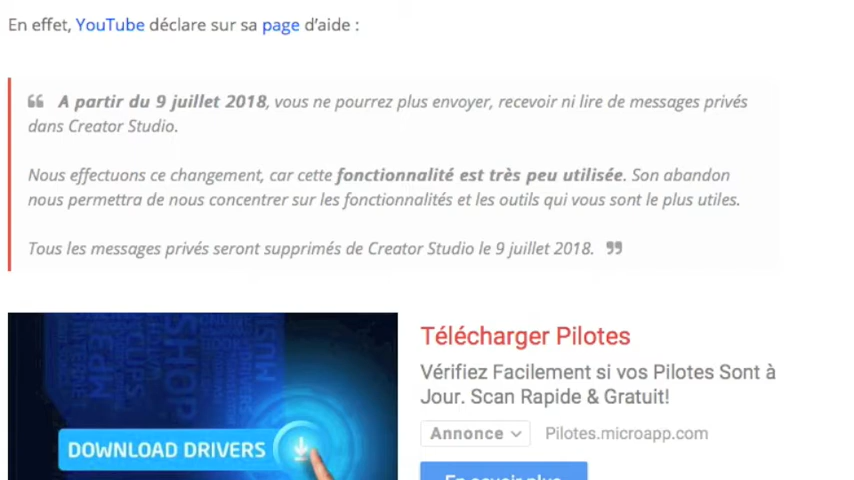 En effet, YouTube déclare sur sa page d'aide :
A partir du 9 juillet 2018, vous ne pourrez plus envoyer, recevoir ni lire de messages privés
dans Creator Studio.
Nous effectuons ce changement, car cette fonctionnalité est très peu utilisée. Son abandon
nous permettra de nous concentrer sur les fonctionnalités et les outils qui vous sont le plus utiles.
Tous les messages privés seront supprimés de Creator Studio le 9 juillet 2018.
SHOP
DOWNLOAD DRIVERS
Télécharger Pilotes
Vérifiez Facilement si vos Pilotes Sont à
Jour. Scan Rapide & Gratuit!
Annonce
Pilotes.microapp.com
En savoir plus